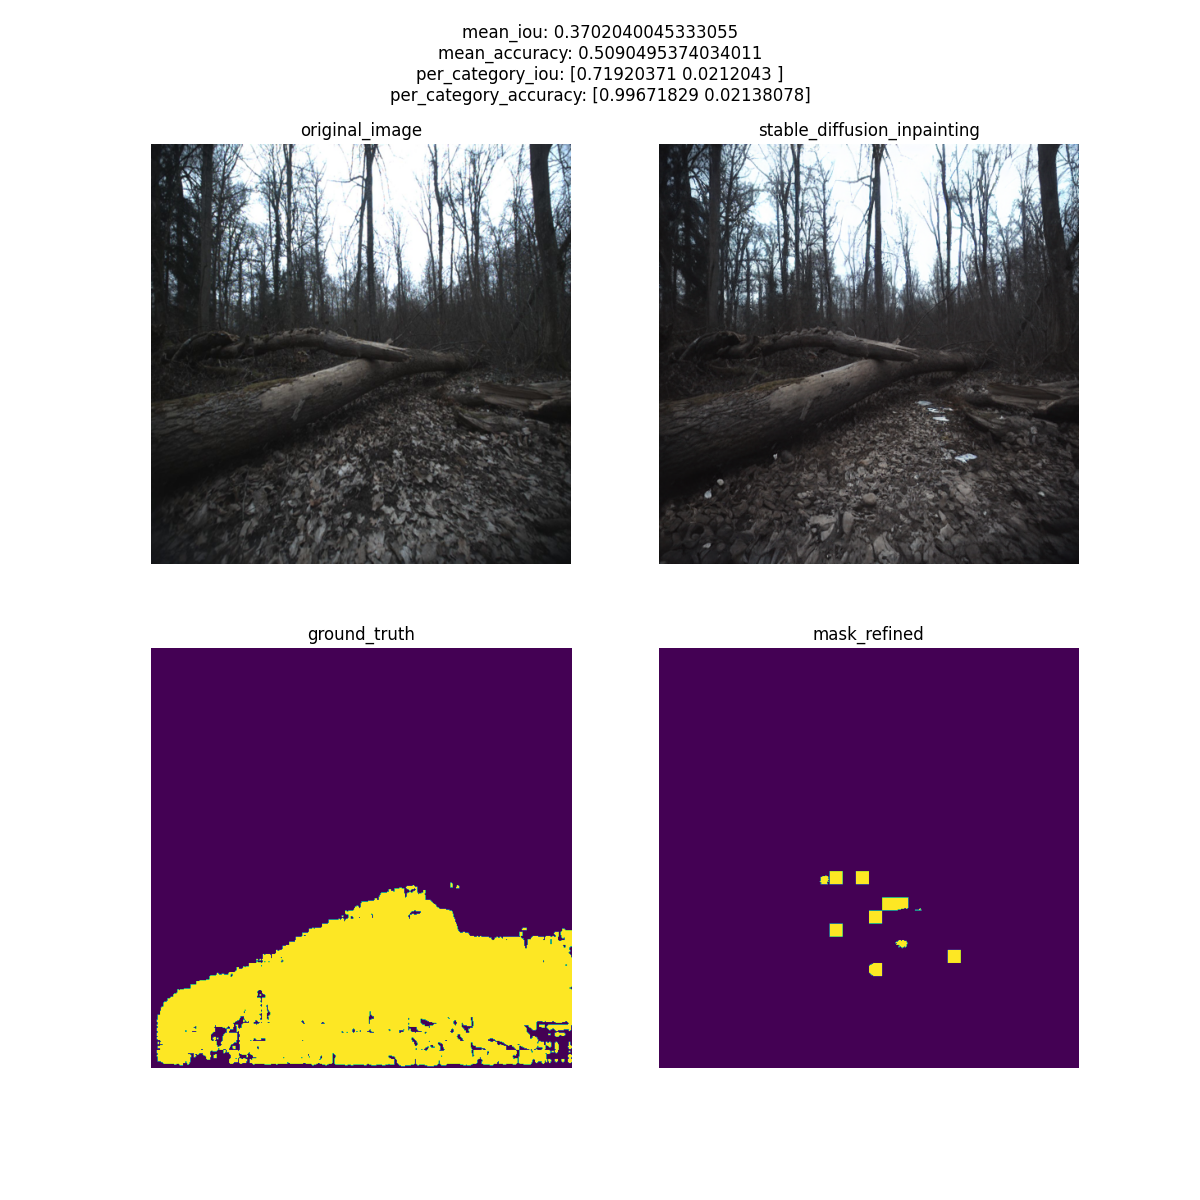 mean_iou: 0.3702040045333055
mean_accuracy: 0.5090495374034011
per_category_iou: [0.71920371 0.0212043 ]
per_category_accuracy: [0.99671829 0.02138078]
original_image
stable_diffusion_inpainting
ground_truth
mask_refined